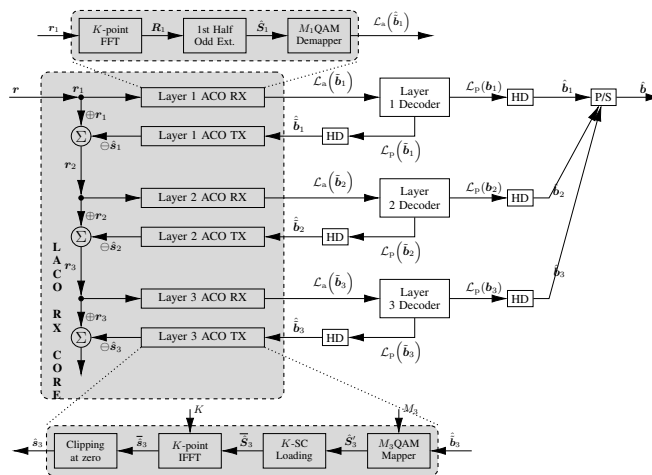 r₁ K-point FFT R₁ 1st Half Odd Ext. Ŝ₁ M₁QAM Demapper ℒₐ(b̃̂₁)
r r₁ Layer 1 ACO RX ℒₐ(b̃₁) Layer 1 Decoder ℒₚ(b₁) HD b̂₁ P/S b̂
⊕r₁
Σ ⊖ŝ₁ Layer 1 ACO TX b̃̂₁ HD ℒₚ(b̃₁)
r₂
Layer 2 ACO RX ℒₐ(b̃₂) Layer 2 Decoder ℒₚ(b₂) HD b̂₂
⊕r₂
Σ ⊖ŝ₂ Layer 2 ACO TX b̃̂₂ HD ℒₚ(b̃₂)
r₃
Layer 3 ACO RX ℒₐ(b̃₃) Layer 3 Decoder ℒₚ(b₃) HD b̂₃
⊕r₃
Σ ⊖ŝ₃ Layer 3 ACO TX b̃̂₃ HD ℒₚ(b̃₃)
LACO RX CORE
K M₃
ŝ₃ Clipping at zero s̄̂₃ K-point IFFT S̄̂₃ K-SC Loading Ŝ′₃ M₃QAM Mapper b̃̂₃